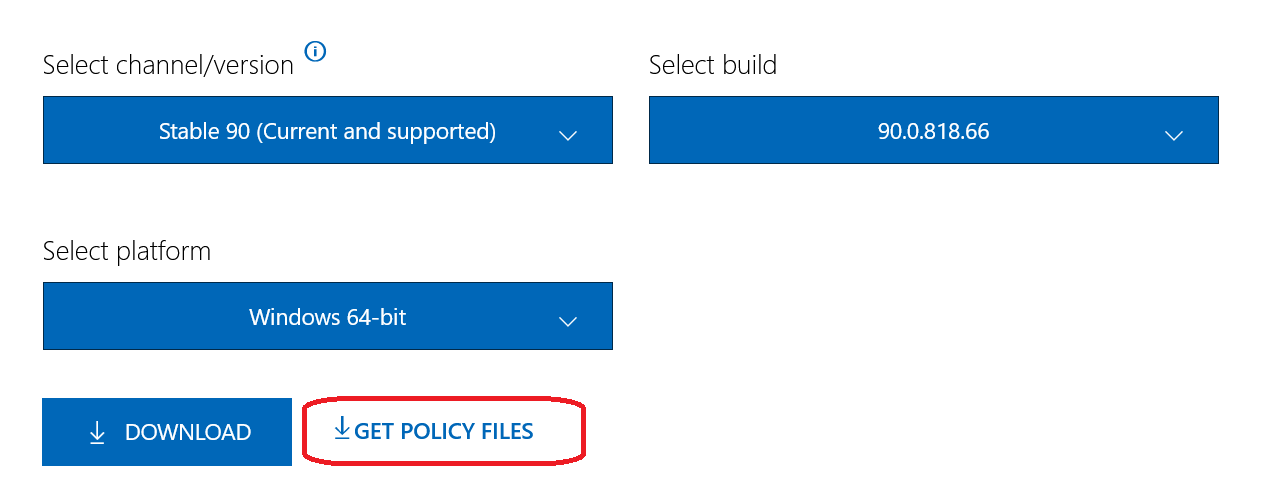 Select channel/version
Select build
Stable 90 (Current and supported)
90.0.818.66
Select platform
Windows 64-bit
DOWNLOAD
GET POLICY FILES